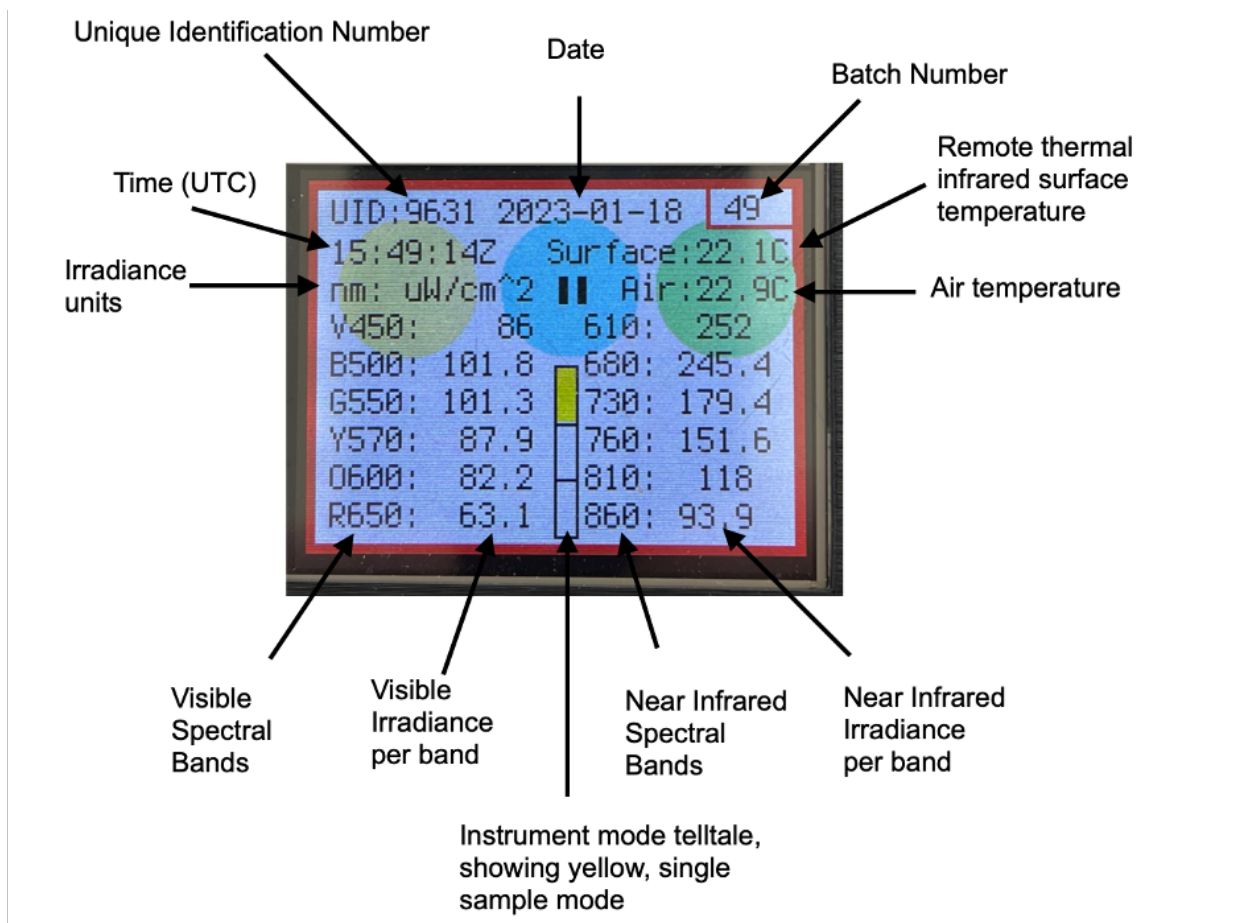 Unique Identification Number
Date
Batch Number
Remote thermal
infrared surface
temperature
Time (UTC)
Irradiance
units
Air temperature
UID:9631 2023-01-18 49
15:49:14Z Surface:22.1C
nm: uW/cm^2 Air:22.9C
V450: 86 610: 252
B500: 101.8 680: 245.4
G550: 101.3 730: 179.4
Y570: 87.9 760: 151.6
O600: 82.2 810: 118
R650: 63.1 860: 93.9
Visible
Spectral
Bands
Visible
Irradiance
per band
Near Infrared
Spectral
Bands
Near Infrared
Irradiance
per band
Instrument mode telltale,
showing yellow, single
sample mode